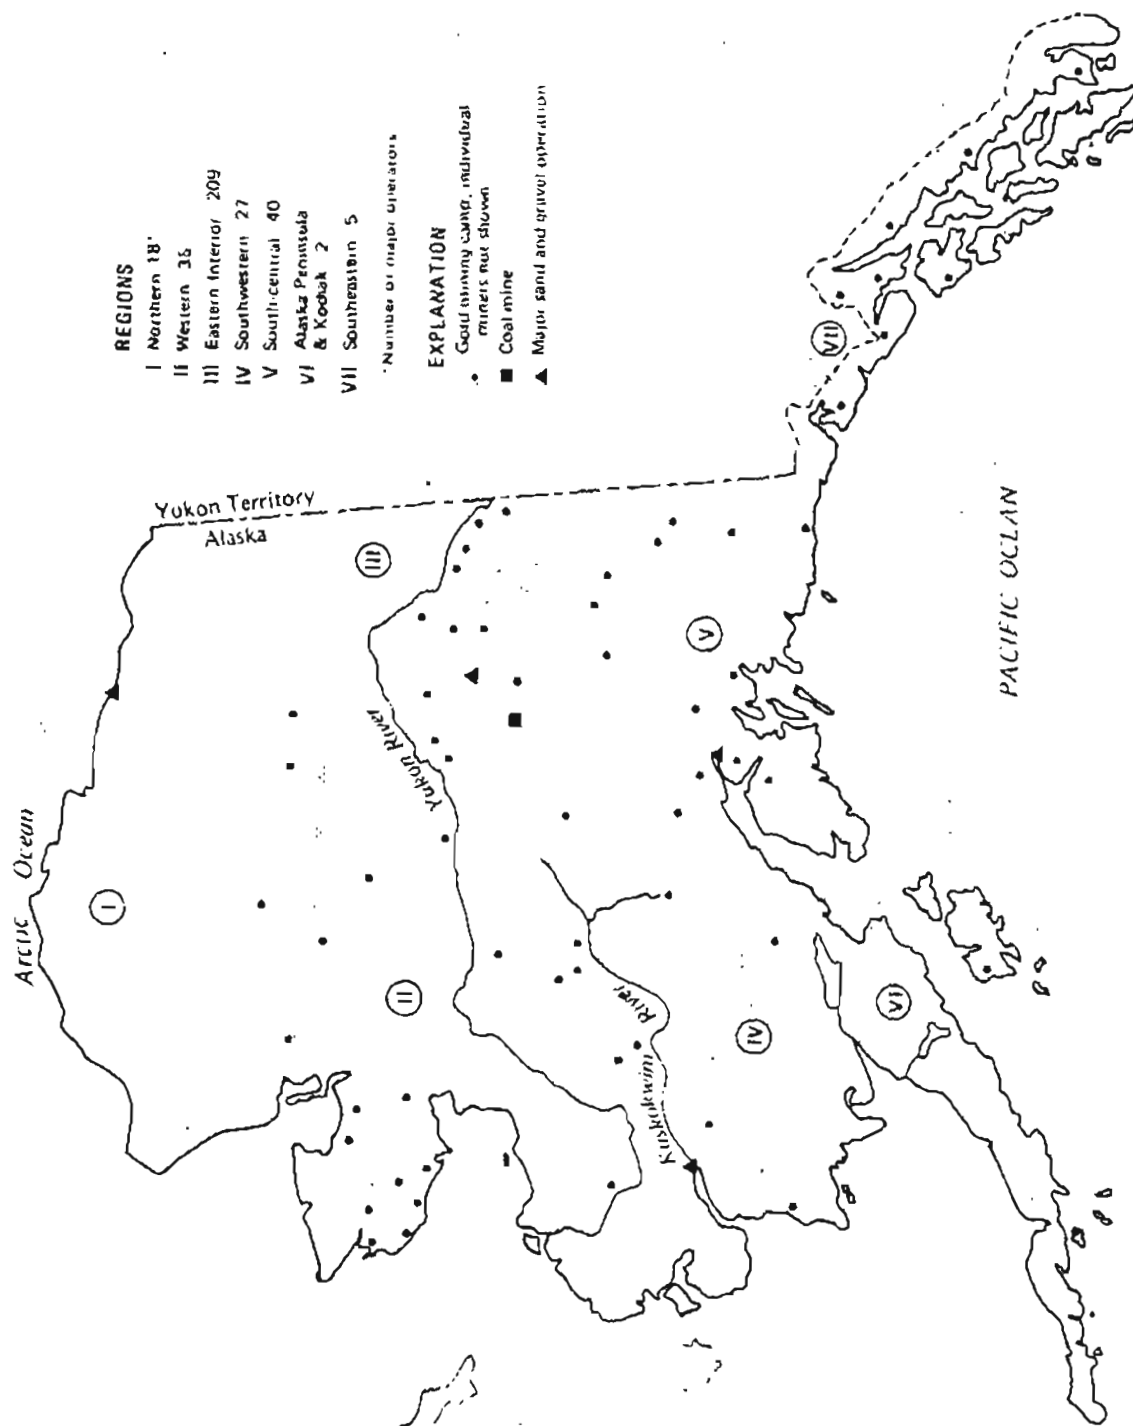 REGIONS
I Northern 18*
II Western 36
III Eastern Interior 209
IV Southwestern 27
V South-central 40
VI Alaska Peninsula
& Kodiak 2
VII Southeastern 5
*Number of major operators
EXPLANATION
• Gold mining camp, individual
miners not shown
■ Coal mine
▲ Major sand and gravel operation
Arctic Ocean
Yukon Territory
Alaska
I
II
III
IV
V
VI
VII
Yukon River
Kuskokwim River
PACIFIC OCEAN